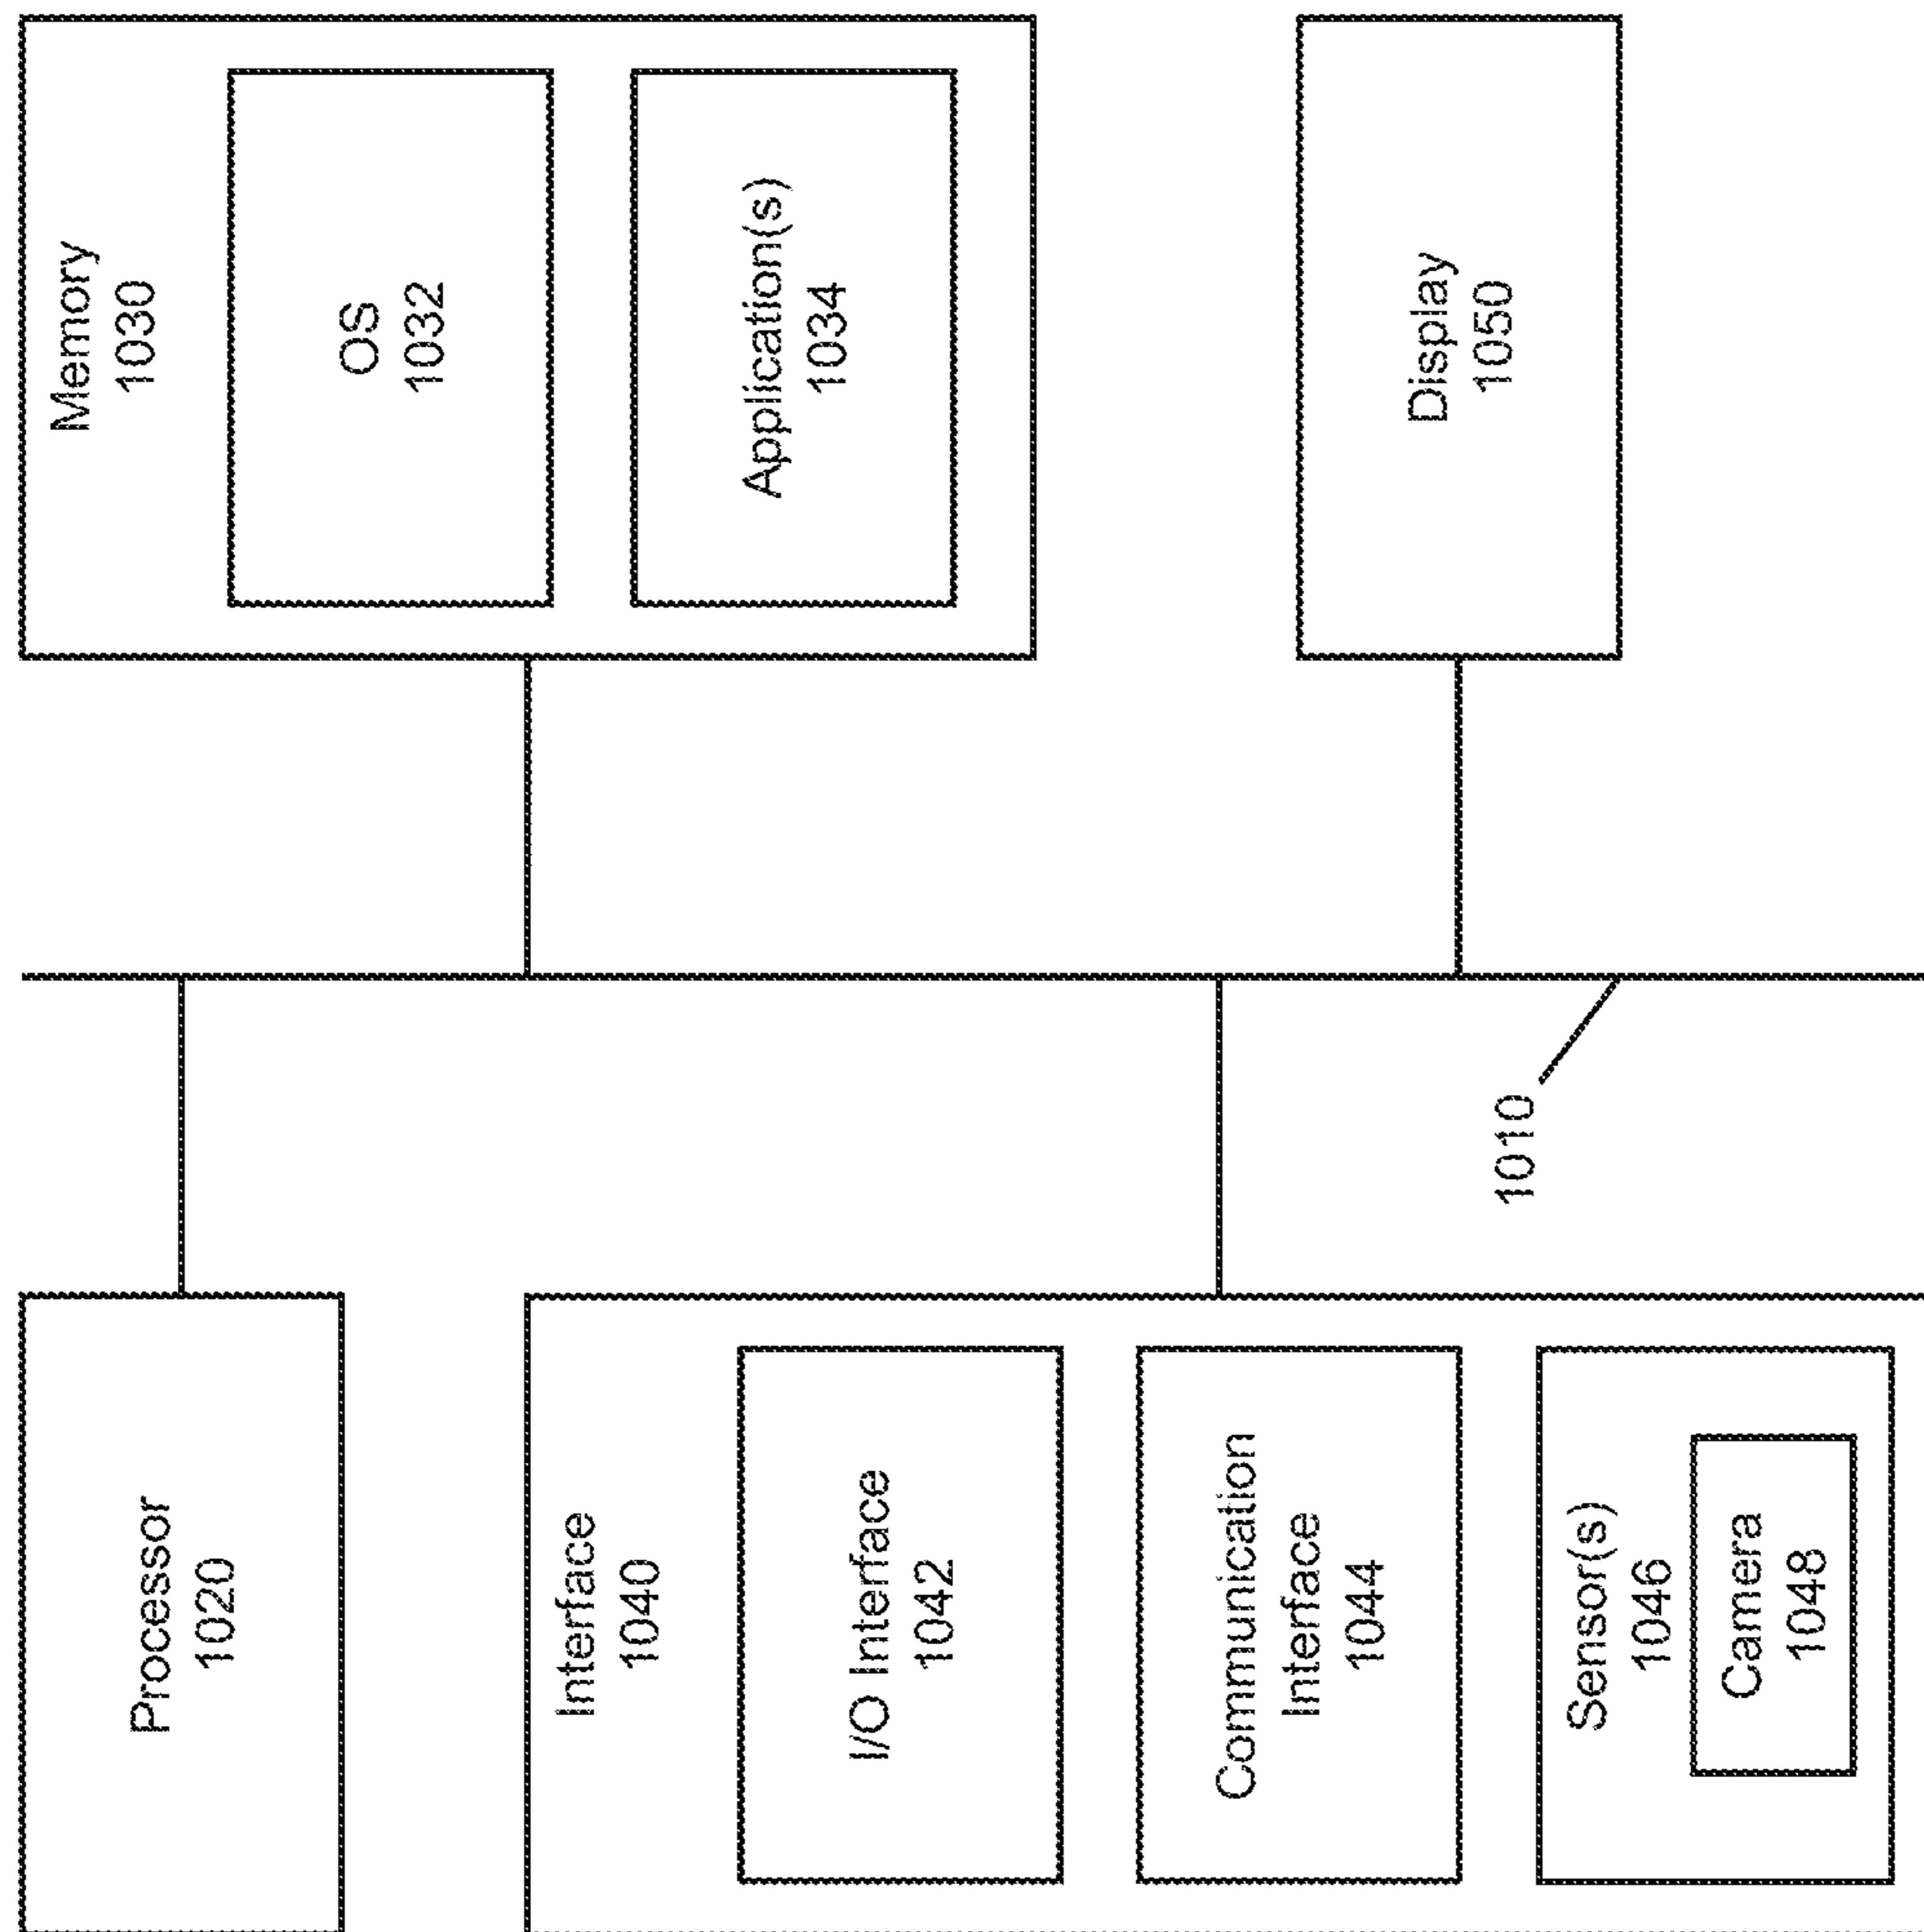 Processor
1020
Interface
1040
I/O Interface
1042
Communication
Interface
1044
Sensor(s)
1046
Camera
1048
1010
Memory
1030
OS
1032
Application(s)
1034
Display
1050